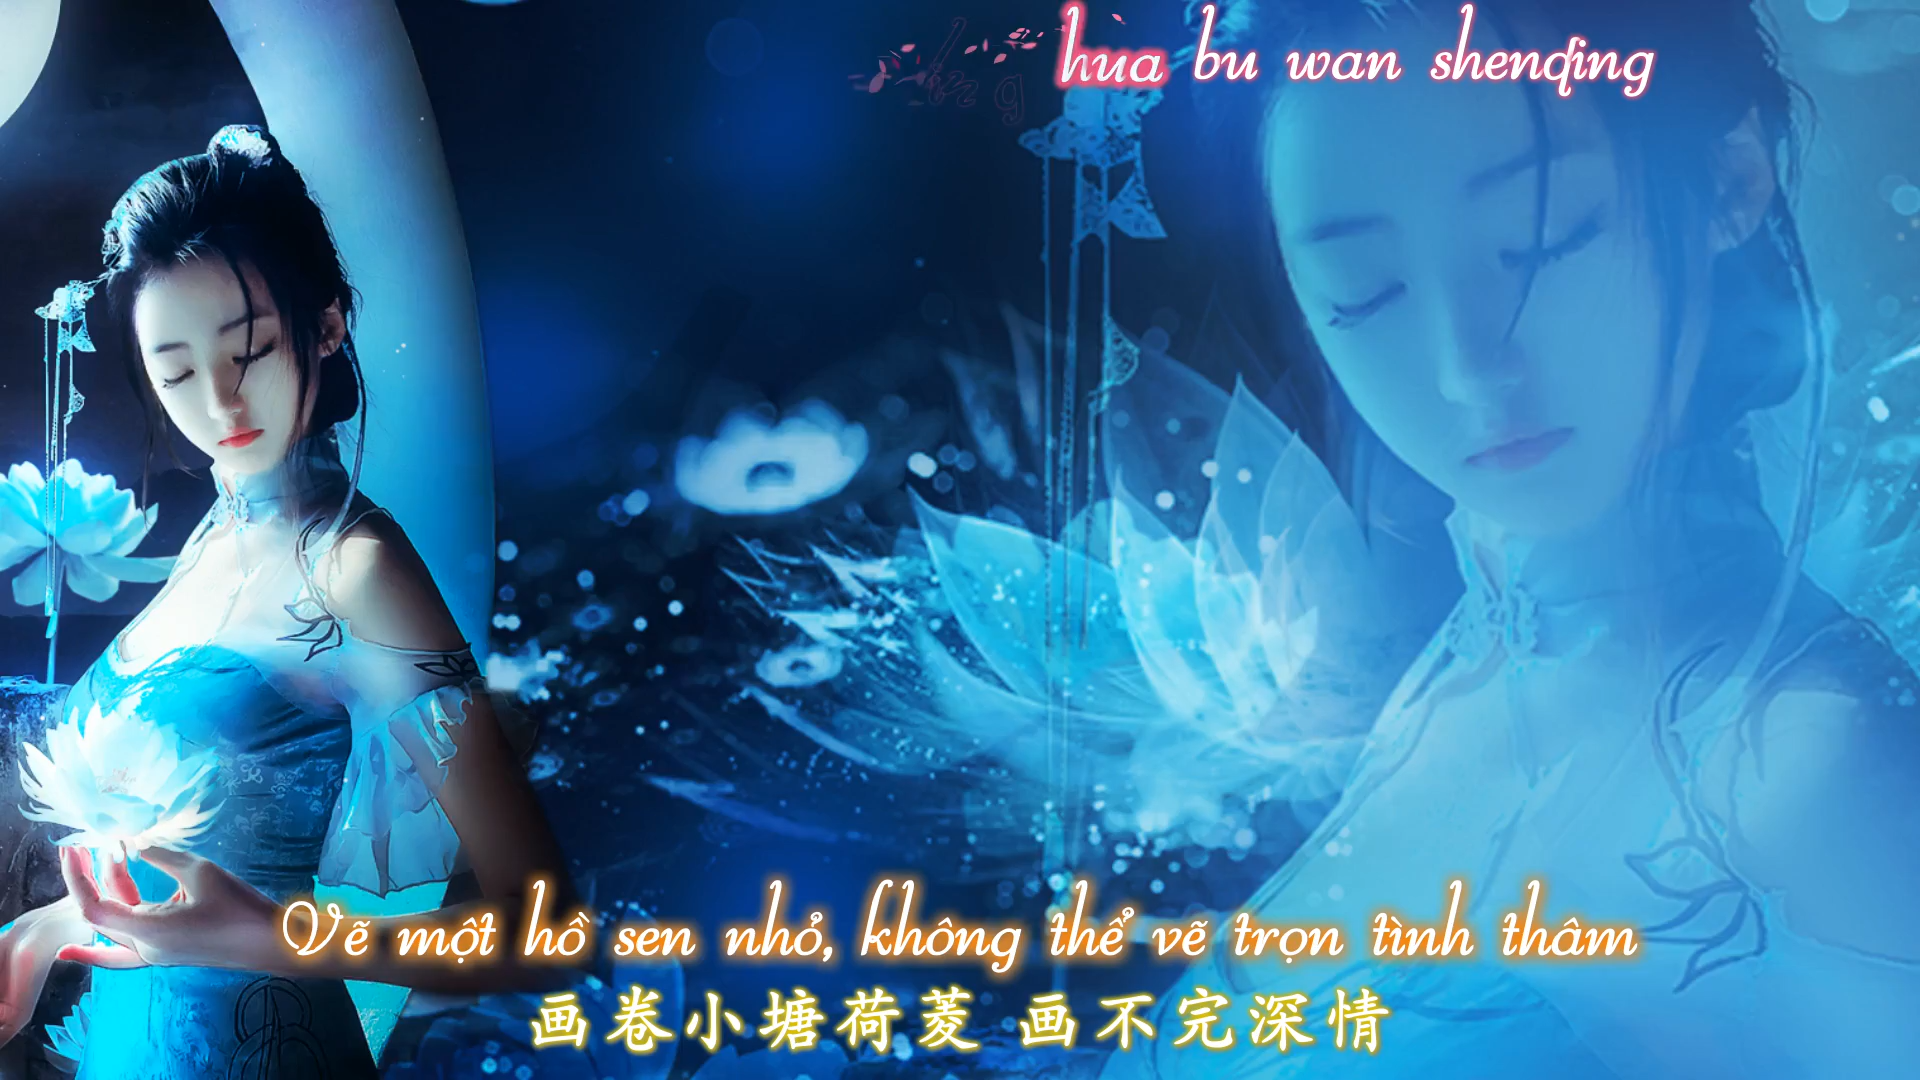 hua bu wan shenqing
Vẽ một hồ sen nhỏ, không thể vẽ trọn tình thâm
画卷小塘荷菱 画不完深情